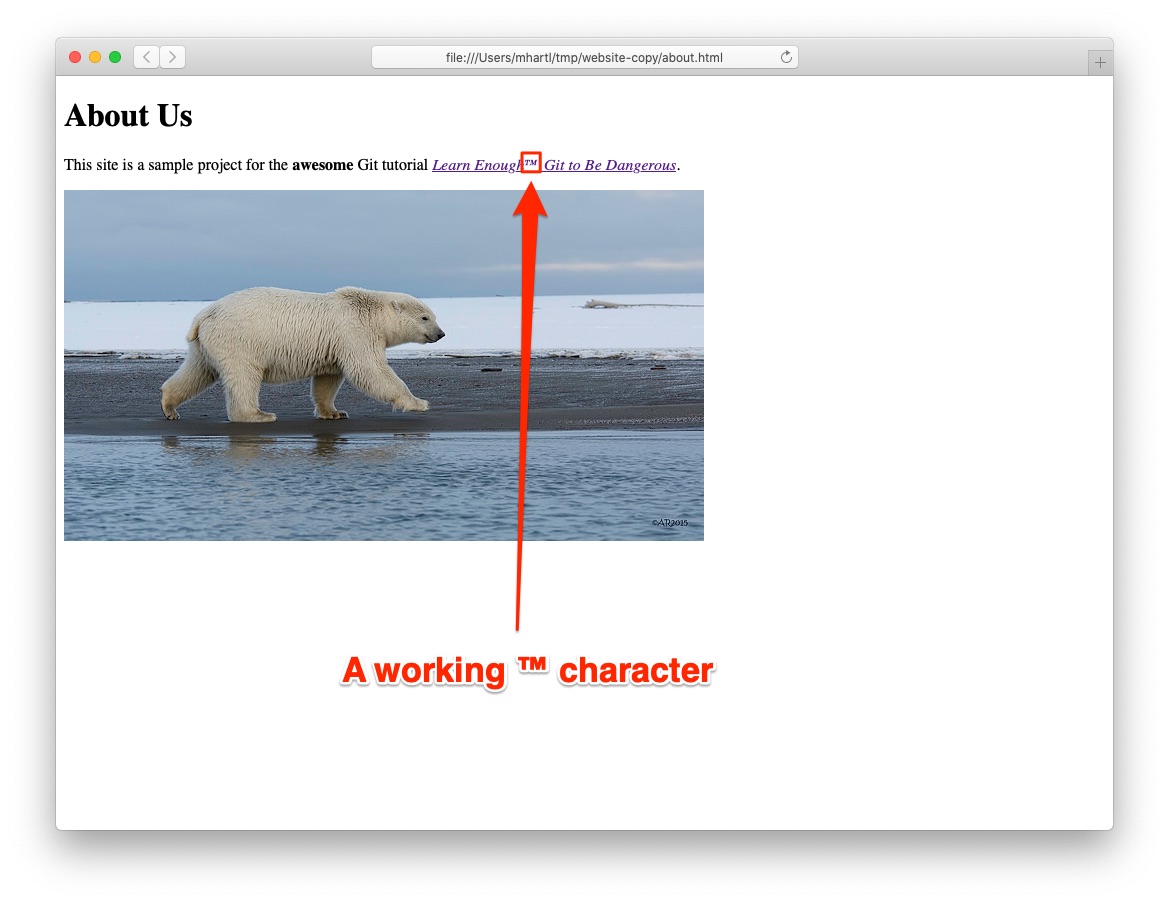 file:///Users/mhartl/tmp/website-copy/about.html
About Us
This site is a sample project for the awesome Git tutorial Learn Enough™ Git to Be Dangerous.
©AR2015
A working ™ character